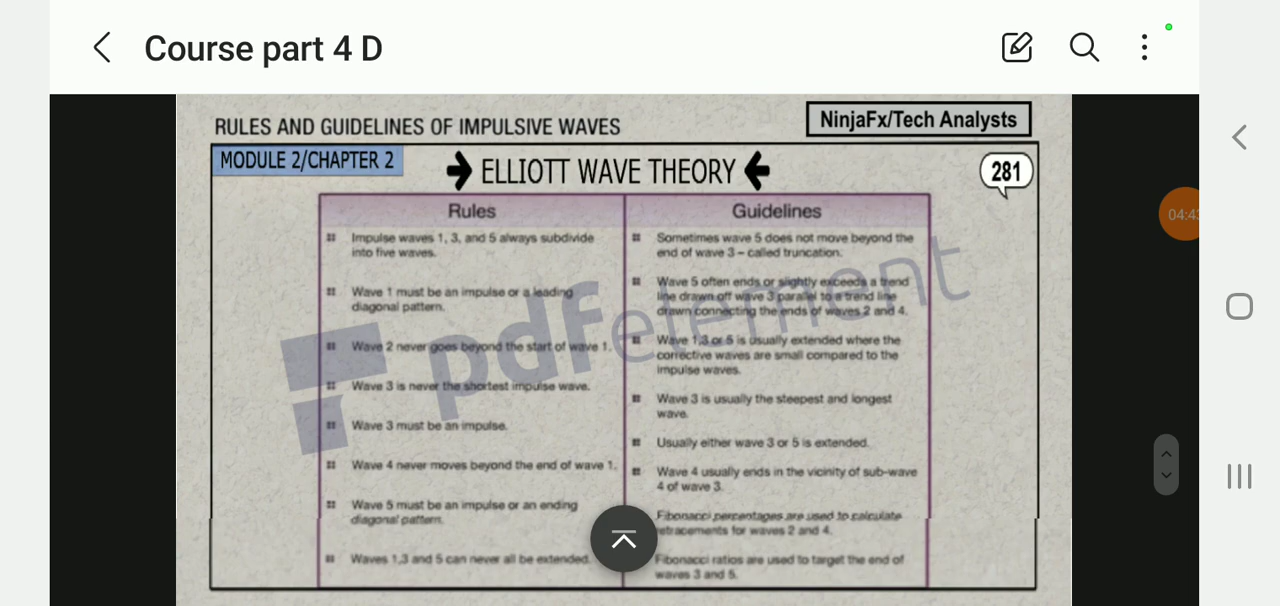 Course part 4 D
RULES AND GUIDELINES OF IMPULSIVE WAVES
NinjaFx/Tech Analysts
MODULE 2/CHAPTER 2
ELLIOTT WAVE THEORY
281
Rules
Impulse waves 1, 3, and 5 always subdivide
into five waves.
Wave 1 must be an impulse or a leading
diagonal pattern.
Wave 2 never goes beyond the start of wave 1.
Wave 3 is never the shortest impulse wave.
Wave 3 must be an impulse.
Wave 4 never moves beyond the end of wave 1.
Wave 5 must be an impulse or an ending
diagonal pattern.
Waves 1,3 and 5 can never all be extended.
Guidelines
Sometimes wave 5 does not move beyond the
end of wave 3 – called truncation.
Wave 5 often ends or slightly exceeds a trend
line drawn off wave 3 parallel to a trend line
drawn connecting the ends of waves 2 and 4.
Wave 1,3 or 5 is usually extended where the
corrective waves are small compared to the
impulse waves.
Wave 3 is usually the steepest and longest
wave.
Usually either wave 3 or 5 is extended.
Wave 4 usually ends in the vicinity of sub-wave
4 of wave 3.
Fibonacci percentages are used to calculate
retracements for waves 2 and 4.
Fibonacci ratios are used to target the end of
waves 3 and 5.
pdfelement
04:43